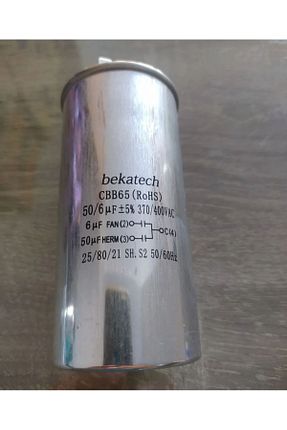 bekatech
CBB65(RoHS)
50/6µF±5% 370/400VAC
6µF FAN(2)
50µF HERM(3) C(4)
25/80/21 SH. S2 50/60Hz